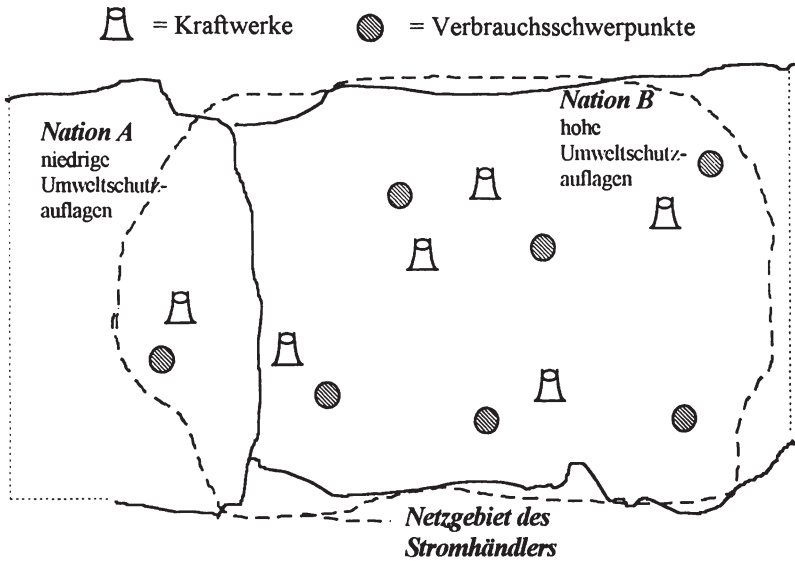 = Kraftwerke = Verbrauchsschwerpunkte
Nation A
niedrige
Umweltschutz-
auflagen
Nation B
hohe
Umweltschutz-
auflagen
Netzgebiet des
Stromhändlers